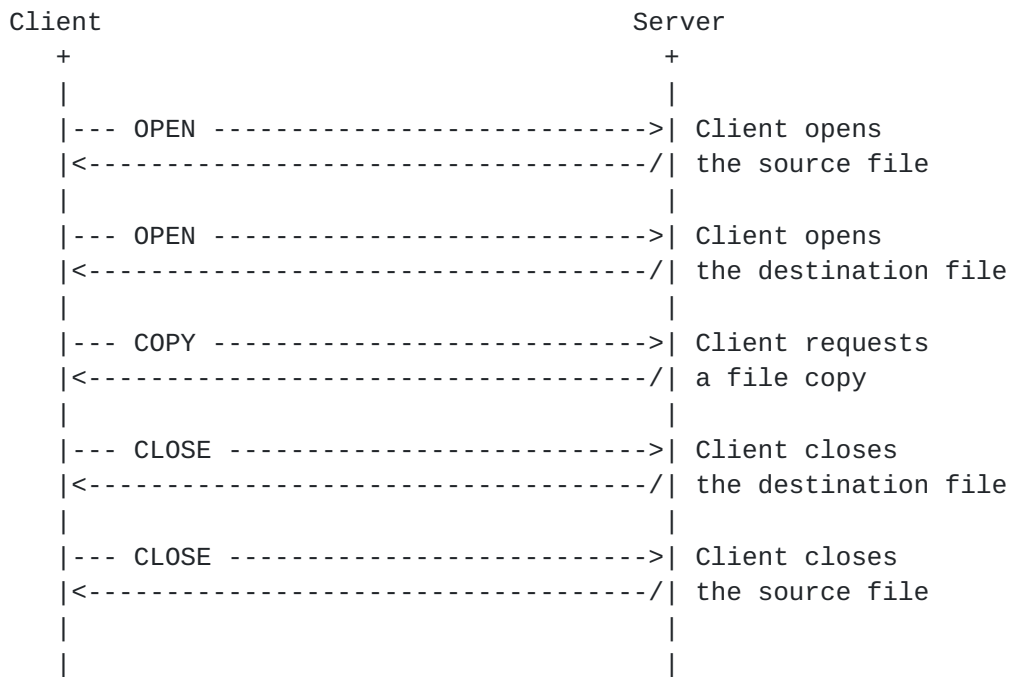 Client                                  Server
   +                                      +
   |                                      |
   |--- OPEN ---------------------------->| Client opens
   |<------------------------------------/| the source file
   |                                      |
   |--- OPEN ---------------------------->| Client opens
   |<------------------------------------/| the destination file
   |                                      |
   |--- COPY ---------------------------->| Client requests
   |<------------------------------------/| a file copy
   |                                      |
   |--- CLOSE --------------------------->| Client closes
   |<------------------------------------/| the destination file
   |                                      |
   |--- CLOSE --------------------------->| Client closes
   |<------------------------------------/| the source file
   |                                      |
   |                                      |